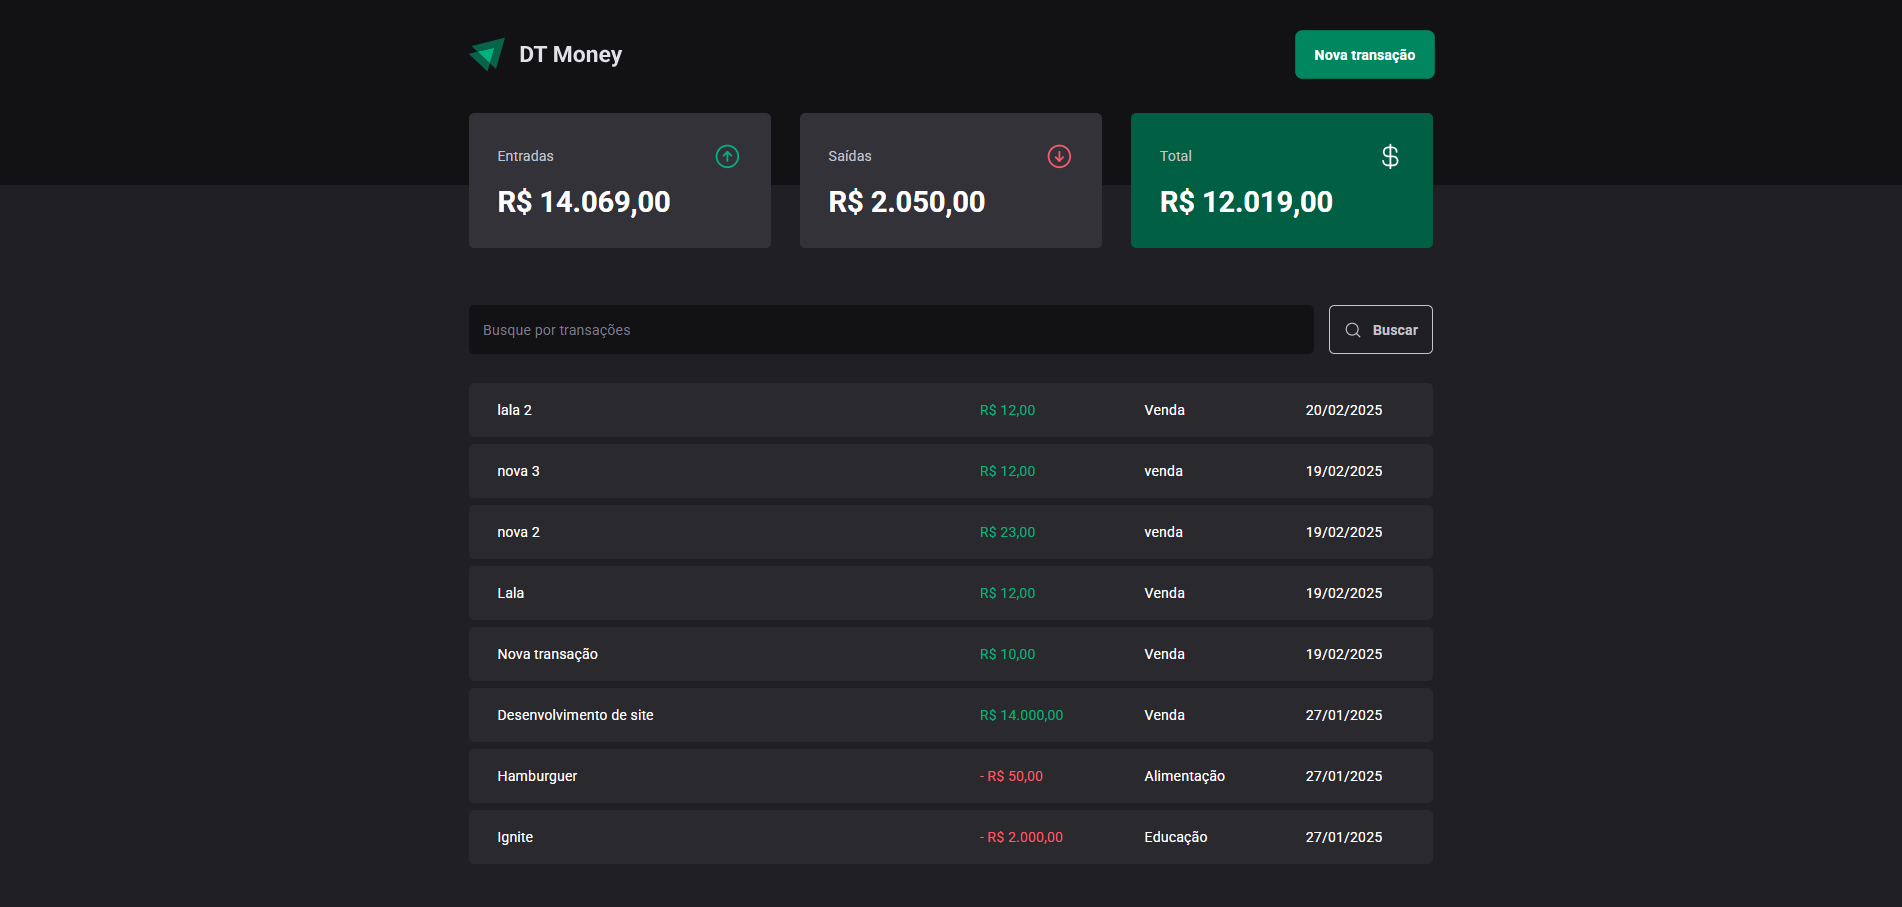 DT Money
Nova transação
Entradas
R$ 14.069,00
Saídas
R$ 2.050,00
Total
R$ 12.019,00
Busque por transações
Buscar
lala 2 R$ 12,00 Venda 20/02/2025
nova 3 R$ 12,00 venda 19/02/2025
nova 2 R$ 23,00 venda 19/02/2025
Lala R$ 12,00 Venda 19/02/2025
Nova transação R$ 10,00 Venda 19/02/2025
Desenvolvimento de site R$ 14.000,00 Venda 27/01/2025
Hamburguer - R$ 50,00 Alimentação 27/01/2025
Ignite - R$ 2.000,00 Educação 27/01/2025